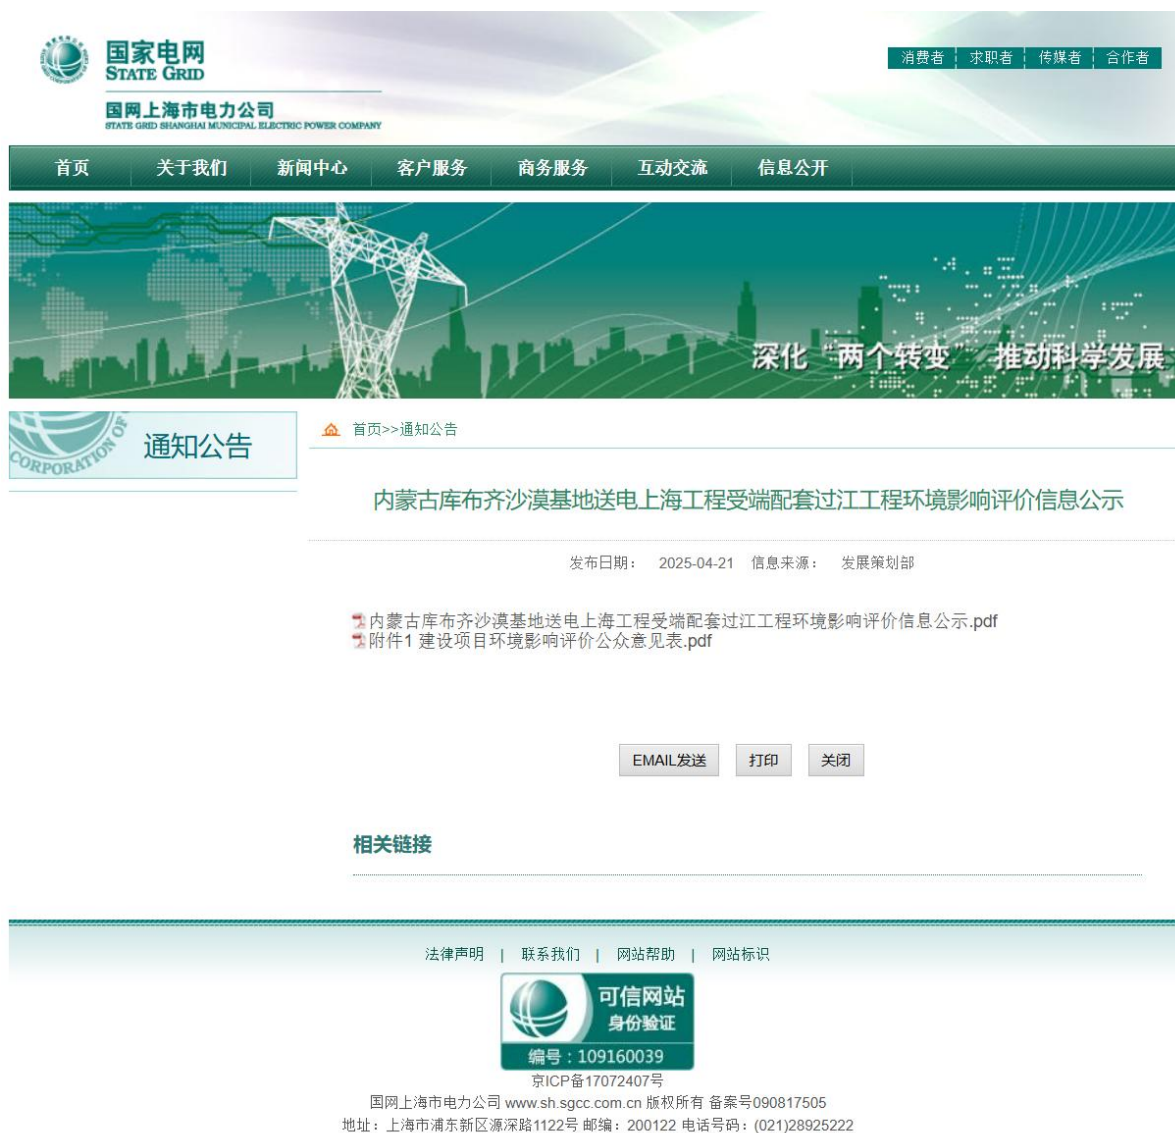 国家电网
STATE GRID
国网上海市电力公司
STATE GRID SHANGHAI MUNICIPAL ELECTRIC POWER COMPANY
消费者 求职者 传媒者 合作者
首页 关于我们 新闻中心 客户服务 商务服务 互动交流 信息公开
深化“两个转变” 推动科学发展
CORPORATION OF
通知公告
首页>>通知公告
内蒙古库布齐沙漠基地送电上海工程受端配套过江工程环境影响评价信息公示
发布日期： 2025-04-21 信息来源： 发展策划部
内蒙古库布齐沙漠基地送电上海工程受端配套过江工程环境影响评价信息公示.pdf
附件1 建设项目环境影响评价公众意见表.pdf
EMAIL发送 打印 关闭
相关链接
法律声明 | 联系我们 | 网站帮助 | 网站标识
可信网站
身份验证
编号：109160039
京ICP备17072407号
国网上海市电力公司 www.sh.sgcc.com.cn 版权所有 备案号090817505
地址：上海市浦东新区源深路1122号 邮编：200122 电话号码：(021)28925222